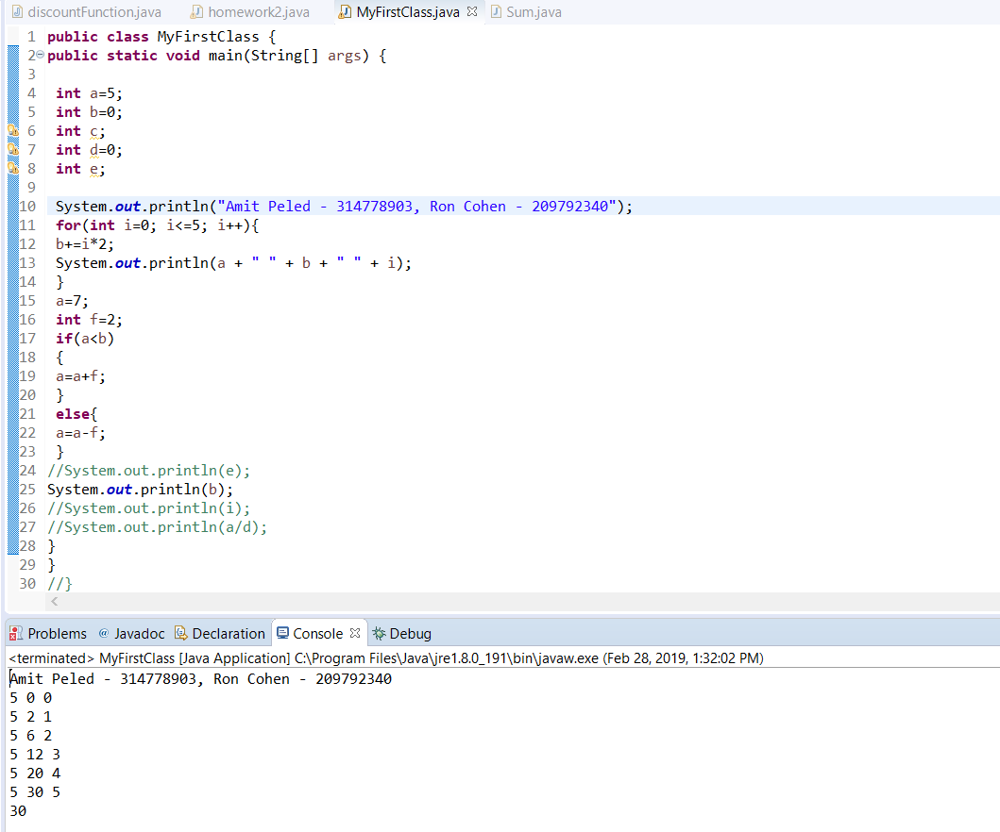 discountFunction.java homework2.java MyFirstClass.java Sum.java
1 public class MyFirstClass {
2 public static void main(String[] args) {
3
4 int a=5;
5 int b=0;
6 int c;
7 int d=0;
8 int e;
9
10 System.out.println("Amit Peled - 314778903, Ron Cohen - 209792340");
11 for(int i=0; i<=5; i++){
12 b+=i*2;
13 System.out.println(a + " " + b + " " + i);
14 }
15 a=7;
16 int f=2;
17 if(a<b)
18 {
19 a=a+f;
20 }
21 else{
22 a=a-f;
23 }
24 //System.out.println(e);
25 System.out.println(b);
26 //System.out.println(i);
27 //System.out.println(a/d);
28 }
29 }
30 //}
Problems @ Javadoc Declaration Console Debug
<terminated> MyFirstClass [Java Application] C:\Program Files\Java\jre1.8.0_191\bin\javaw.exe (Feb 28, 2019, 1:32:02 PM)
Amit Peled - 314778903, Ron Cohen - 209792340
5 0 0
5 2 1
5 6 2
5 12 3
5 20 4
5 30 5
30